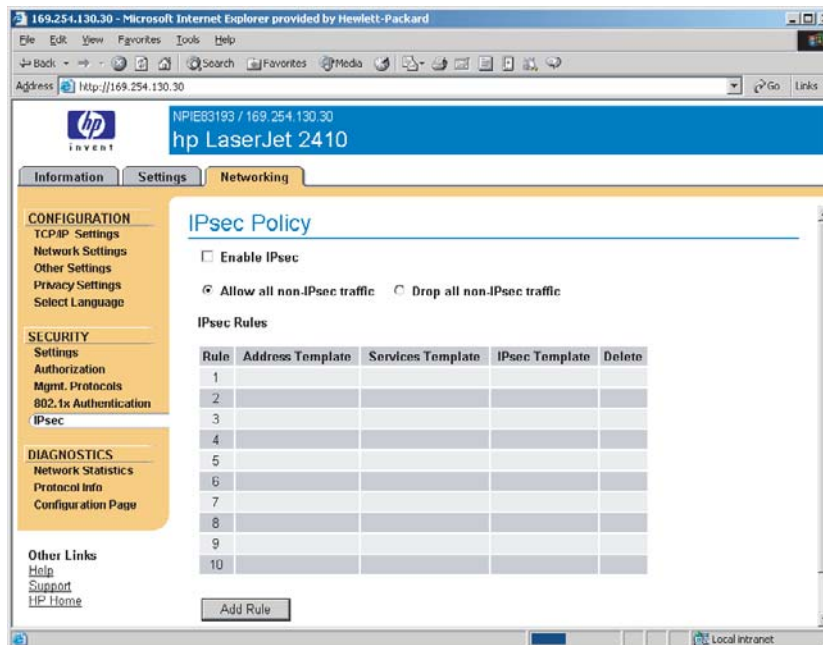 169.254.130.30 - Microsoft Internet Explorer provided by Hewlett-Packard
File Edit View Favorites Tools Help
Back Search Favorites Media
Address http://169.254.130.30 Go Links
hp
invent
NPIE83193 / 169.254.130.30
hp LaserJet 2410
Information Settings Networking
CONFIGURATION
TCP/IP Settings
Network Settings
Other Settings
Privacy Settings
Select Language
SECURITY
Settings
Authorization
Mgmt. Protocols
802.1x Authentication
IPsec
DIAGNOSTICS
Network Statistics
Protocol Info
Configuration Page
Other Links
Help
Support
HP Home
IPsec Policy
Enable IPsec
Allow all non-IPsec traffic Drop all non-IPsec traffic
IPsec Rules
Rule Address Template Services Template IPsec Template Delete
1
2
3
4
5
6
7
8
9
10
Add Rule
Local intranet